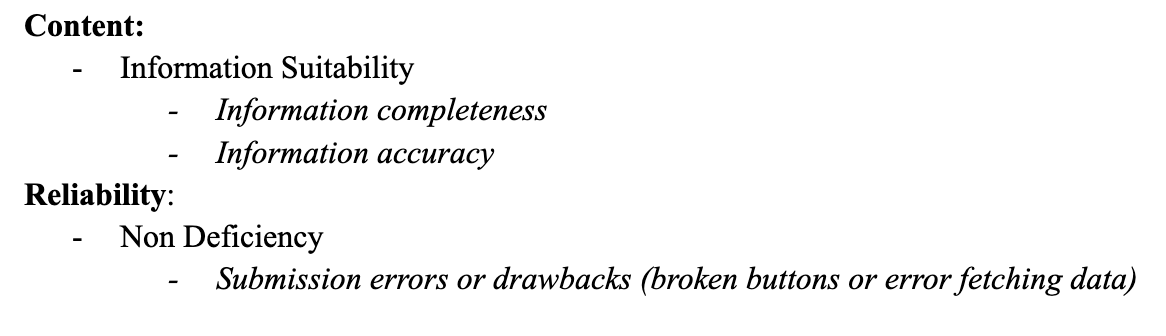 Content:
- Information Suitability
- Information completeness
- Information accuracy
Reliability:
- Non Deficiency
- Submission errors or drawbacks (broken buttons or error fetching data)